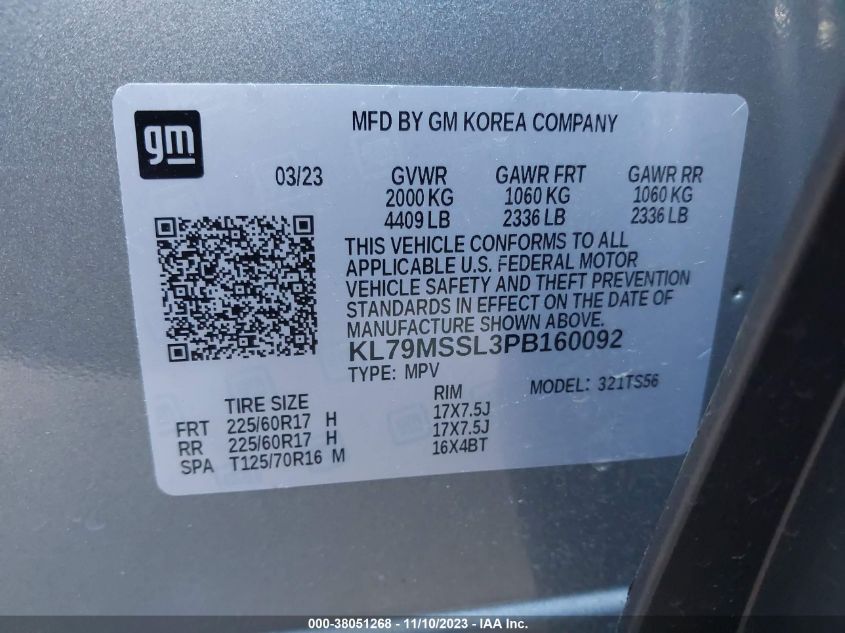 gm
MFD BY GM KOREA COMPANY
03/23 GVWR GAWR FRT GAWR RR
2000 KG 1060 KG 1060 KG
4409 LB 2336 LB 2336 LB
THIS VEHICLE CONFORMS TO ALL
APPLICABLE U.S. FEDERAL MOTOR
VEHICLE SAFETY AND THEFT PREVENTION
STANDARDS IN EFFECT ON THE DATE OF
MANUFACTURE SHOWN ABOVE.
KL79MSSL3PB160092
TYPE: MPV MODEL: 321TS56
TIRE SIZE RIM
FRT 225/60R17 H 17X7.5J
RR 225/60R17 H 17X7.5J
SPA T125/70R16 M 16X4BT
000-38051268 - 11/10/2023 - IAA Inc.